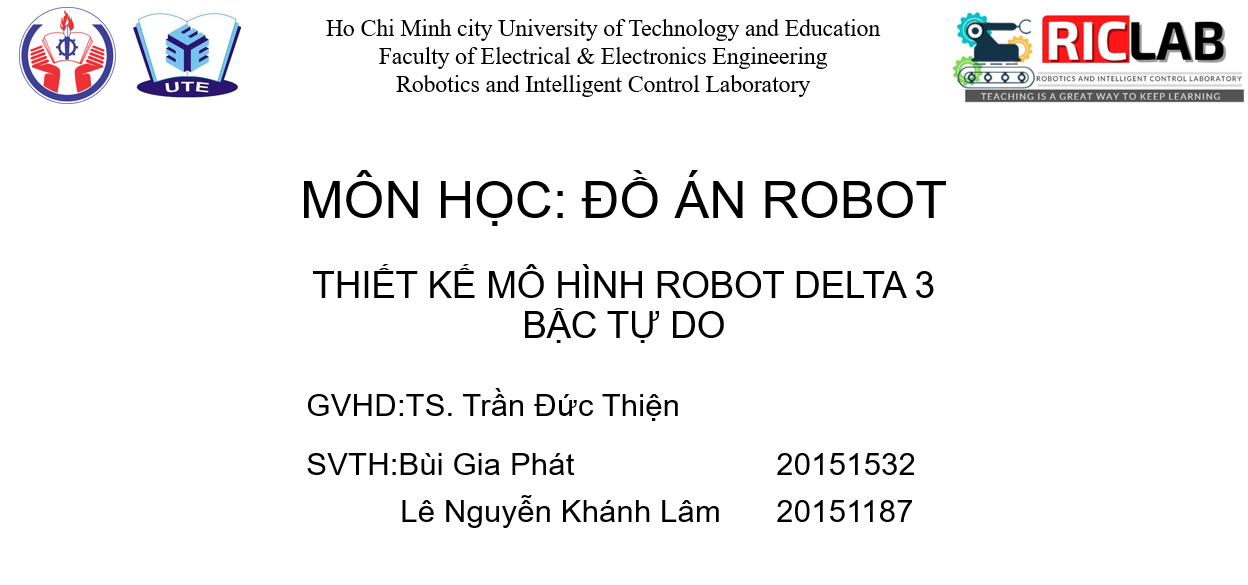 Ho Chi Minh city University of Technology and Education
Faculty of Electrical & Electronics Engineering
Robotics and Intelligent Control Laboratory
UTE
RICLAB
ROBOTICS AND INTELLIGENT CONTROL LABORATORY
TEACHING IS A GREAT WAY TO KEEP LEARNING
MÔN HỌC: ĐỒ ÁN ROBOT
THIẾT KẾ MÔ HÌNH ROBOT DELTA 3
BẬC TỰ DO
GVHD:TS. Trần Đức Thiện
SVTH:Bùi Gia Phát 20151532
Lê Nguyễn Khánh Lâm 20151187